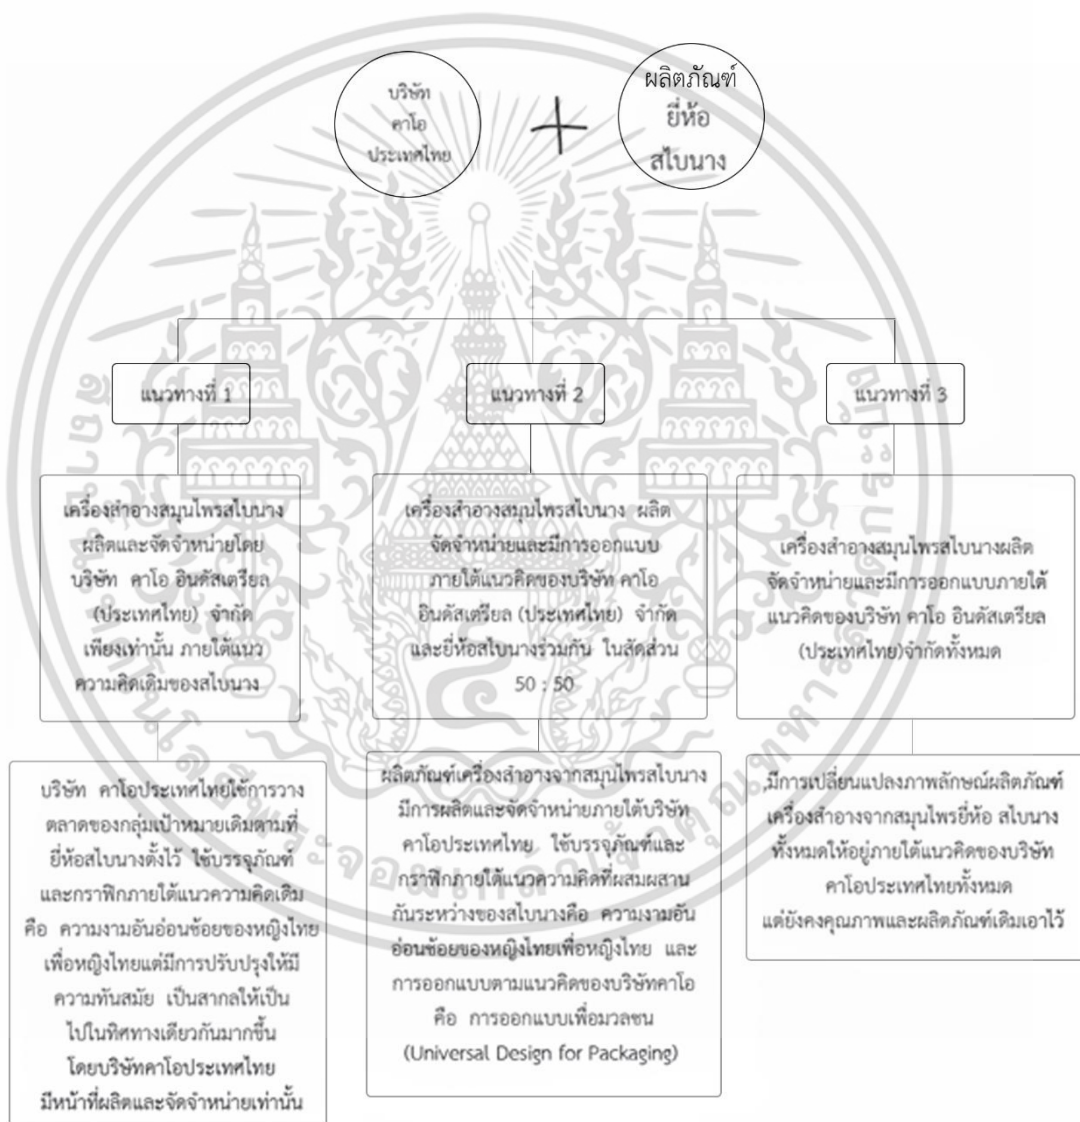 บริษัท
คาโอ
ประเทศไทย
+
ผลิตภัณฑ์
ยี่ห้อ
สไบนาง
แนวทางที่ 1
แนวทางที่ 2
แนวทางที่ 3
เครื่องสำอางสมุนไพรสไบนาง
ผลิตและจัดจำหน่ายโดย
บริษัท คาโอ อินดัสเตรียล
(ประเทศไทย) จำกัด
เพียงเท่านั้น ภายใต้แนว
ความคิดเดิมของสไบนาง
เครื่องสำอวงสมุนไพรสไบนาง ผลิต
จัดจำหน่ายและมีการออกแบบ
ภายใต้แนวคิดของบริษัท คาโอ
อินดัสเตรียล (ประเทศไทย) จำกัด
และยี่ห้อสไบนางร่วมกัน ในสัดส่วน
50 : 50
เครื่องสำอางสมุนไพรสไบนางผลิต
จัดจำหน่ายและมีการออกแบบภายใต้
แนวคิดของบริษัท คาโอ อินดัสเตรียล
(ประเทศไทย)จำกัดทั้งหมด
บริษัท คาโอประเทศไทยใช้การวาง
ตลาดของกลุ่มเป้าหมายเดิมตามที่
ยี่ห้อสไบนางตั้งไว้ ใช้บรรจุภัณฑ์
และกราฟิกภายใต้แนวความคิดเดิม
คือ ความงามอันอ่อนช้อยของหญิงไทย
เพื่อหญิงไทยแต่มีการปรับปรุงให้มี
ความทันสมัย เป็นสากลให้เป็น
ไปในทิศทางเดียวกันมากขึ้น
โดยบริษัทคาโอประเทศไทย
มีหน้าที่ผลิตและจัดจำหน่ายเท่านั้น
ผลิตภัณฑ์เครื่องสำอางจากสมุนไพรสไบนาง
มีการผลิตและจัดจำหน่ายภายใต้บริษัท
คาโอประเทศไทย ใช้บรรจุภัณฑ์และ
กราฟิกภายใต้แนวความคิดที่ผสมผสาน
กันระหว่างของสไบนางคือ ความงามอัน
อ่อนช้อยของหญิงไทยเพื่อหญิงไทย และ
การออกแบบตามแนวคิดของบริษัทคาโอ
คือ การออกแบบเพื่อมวลชน
(Universal Design for Packaging)
,มีการเปลี่ยนแปลงภาพลักษณ์ผลิตภัณฑ์
เครื่องสำอางจากสมุนไพรยี่ห้อ สไบนาง
ทั้งหมดให้อยู่ภายใต้แนวคิดของบริษัท
คาโอประเทศไทยทั้งหมด
แต่ยังคงคุณภาพและผลิตภัณฑ์เดิมเอาไว้